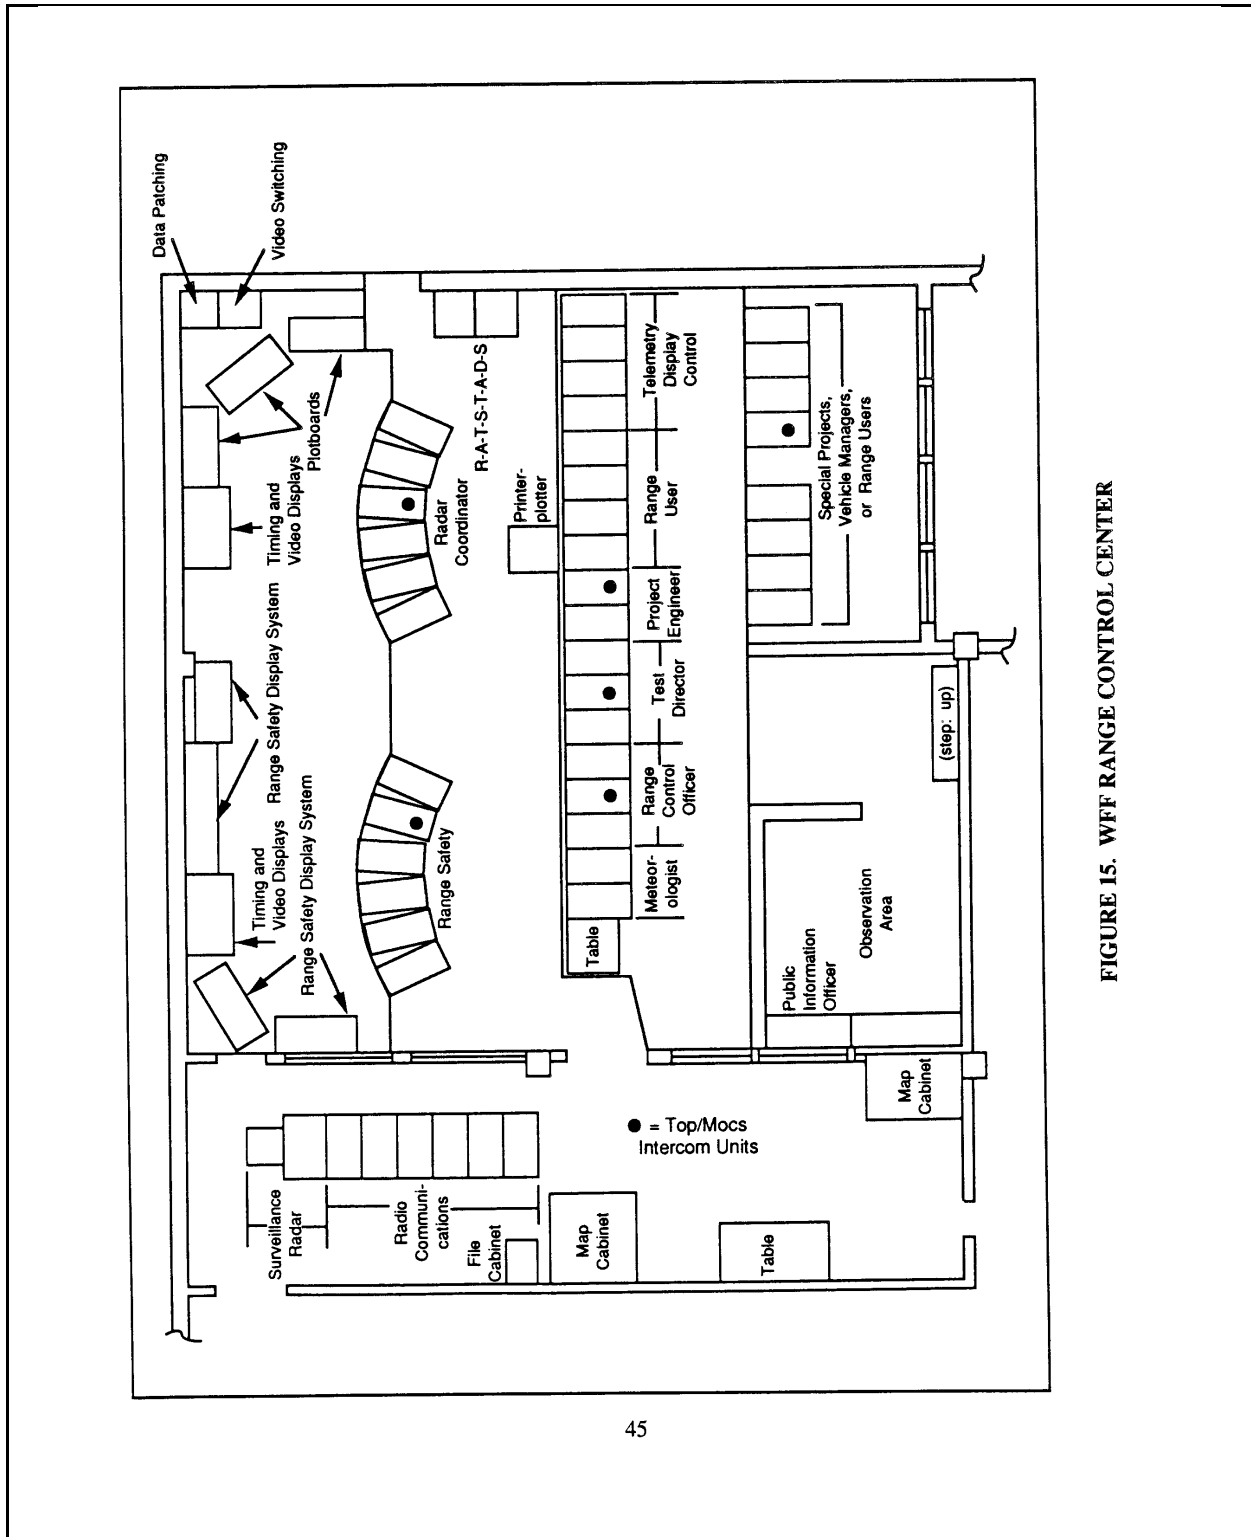 Data Patching
Video Switching
Plotboards
Timing and
Video Displays
Range Safety Display System
Timing and
Video Displays
Range Safety Display System
R-A-T-S-T-A-D-S
Radar
Coordinator
Range Safety
Printer-
plotter
Telemetry
Display
Control
Range
User
Project
Engineer
Test
Director
Range
Control
Officer
Meteor-
ologist
Table
Special Projects,
Vehicle Managers,
or Range Users
(step: up)
Observation
Area
Public
Information
Officer
Map
Cabinet
● = Top/Mocs
Intercom Units
Surveillance
Radar
Radio
Communi-
cations
File
Cabinet
Map
Cabinet
Table
FIGURE 15. WFF RANGE CONTROL CENTER
45